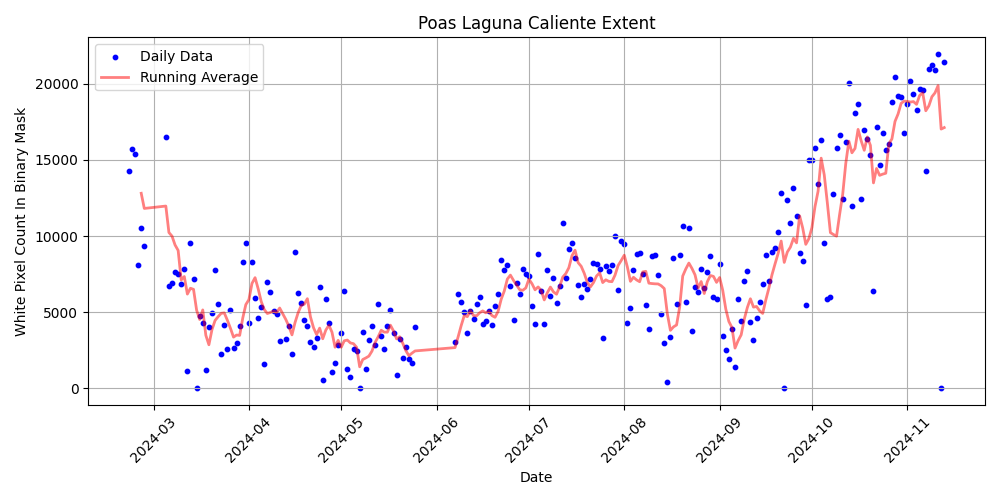 Poas Laguna Caliente Extent
Daily Data
Running Average
White Pixel Count In Binary Mask
20000
15000
10000
5000
0
2024-03
2024-04
2024-05
2024-06
2024-07
2024-08
2024-09
2024-10
2024-11
Date